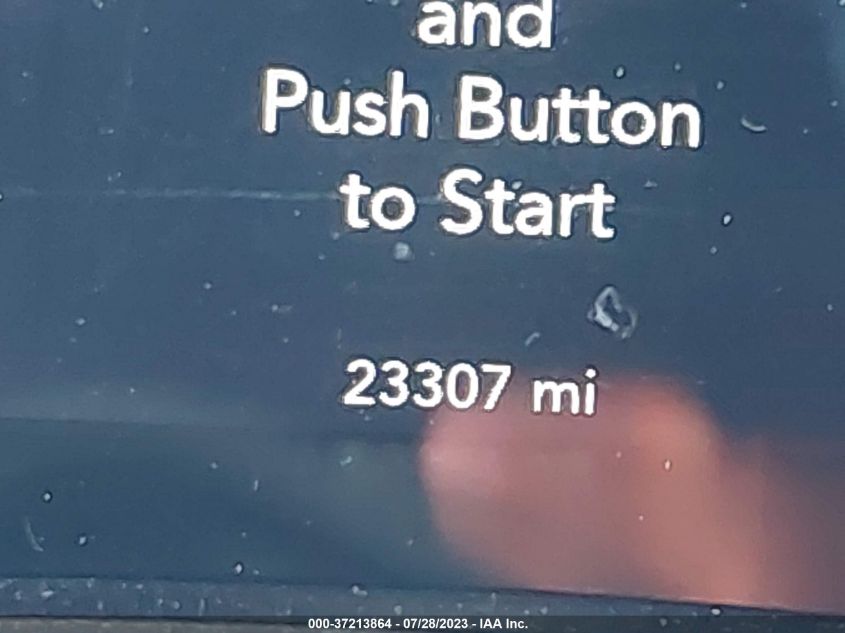 and
Push Button
to Start
23307 mi
000-37213864 - 07/28/2023 - IAA Inc.